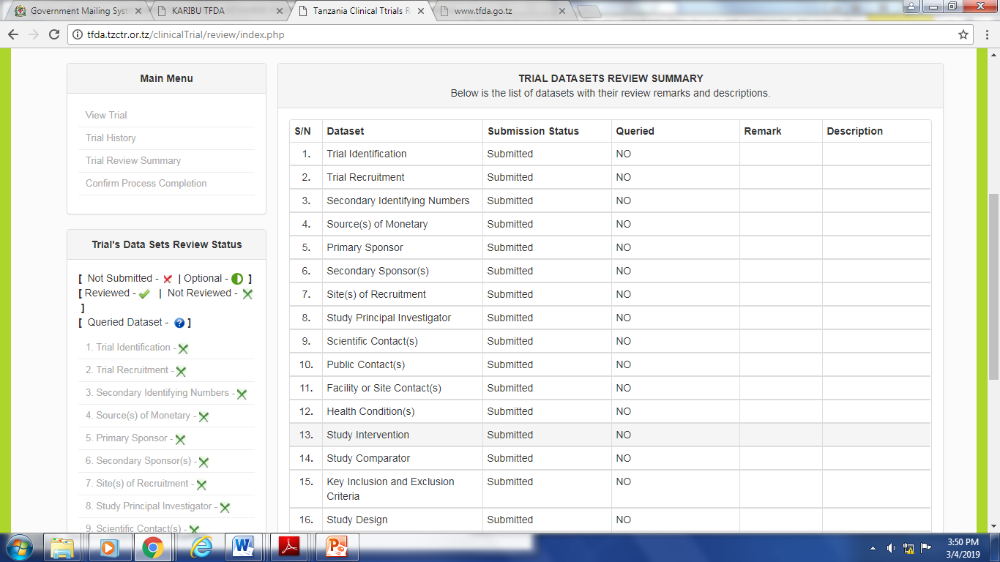 Government Mailing Syst
KARIBU TFDA
Tanzania Clinical Ttrials R
www.tfda.go.tz
tfda.tzctr.or.tz/clinicalTrial/review/index.php
Main Menu
View Trial
Trial History
Trial Review Summary
Confirm Process Completion
Trial's Data Sets Review Status
[ Not Submitted - | Optional - ]
[ Reviewed - | Not Reviewed -
]
[ Queried Dataset - ]
1. Trial Identification -
2. Trial Recruitment -
3. Secondary Identifying Numbers -
4. Source(s) of Monetary -
5. Primary Sponsor -
6. Secondary Sponsor(s) -
7. Site(s) of Recruitment -
8. Study Principal Investigator -
9. Scientific Contact(s) -
TRIAL DATASETS REVIEW SUMMARY
Below is the list of datasets with their review remarks and descriptions.
S/N Dataset Submission Status Queried Remark Description
1. Trial Identification Submitted NO
2. Trial Recruitment Submitted NO
3. Secondary Identifying Numbers Submitted NO
4. Source(s) of Monetary Submitted NO
5. Primary Sponsor Submitted NO
6. Secondary Sponsor(s) Submitted NO
7. Site(s) of Recruitment Submitted NO
8. Study Principal Investigator Submitted NO
9. Scientific Contact(s) Submitted NO
10. Public Contact(s) Submitted NO
11. Facility or Site Contact(s) Submitted NO
12. Health Condition(s) Submitted NO
13. Study Intervention Submitted NO
14. Study Comparator Submitted NO
15. Key Inclusion and Exclusion Submitted NO
Criteria
16. Study Design Submitted NO
3:50 PM
3/4/2019